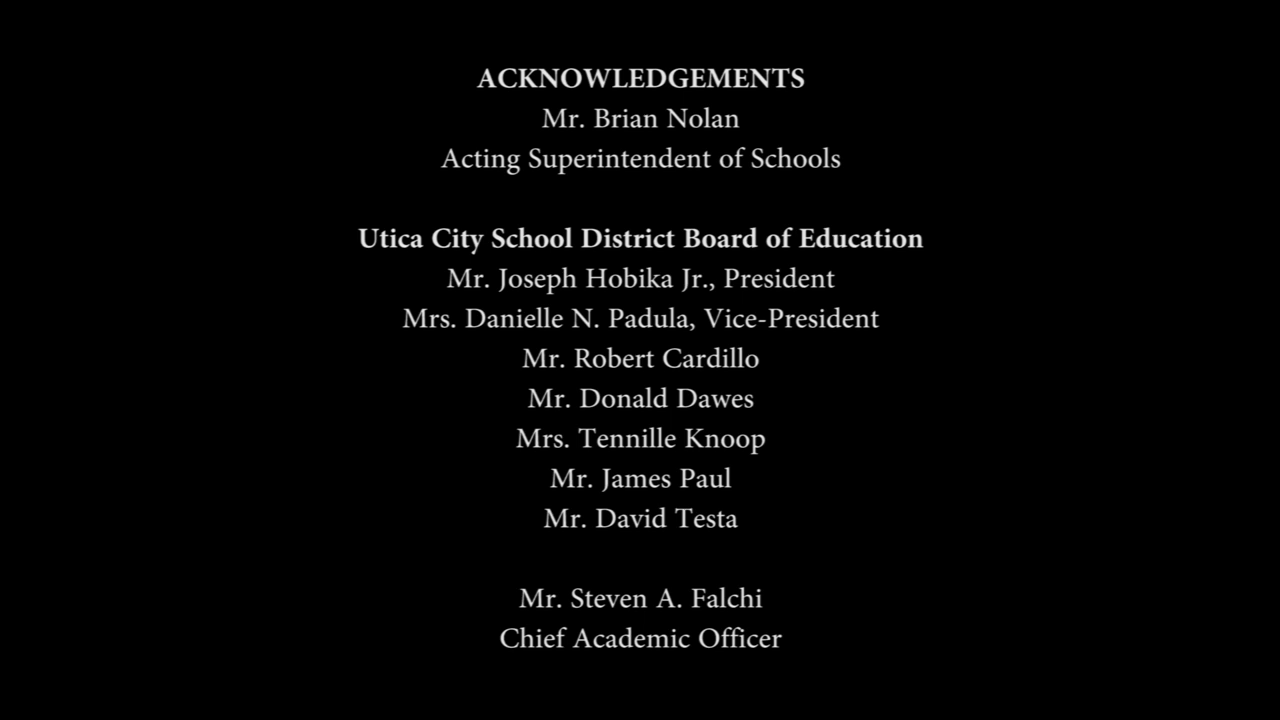 ACKNOWLEDGEMENTS
Mr. Brian Nolan
Acting Superintendent of Schools
Utica City School District Board of Education
Mr. Joseph Hobika Jr., President
Mrs. Danielle N. Padula, Vice-President
Mr. Robert Cardillo
Mr. Donald Dawes
Mrs. Tennille Knoop
Mr. James Paul
Mr. David Testa
Mr. Steven A. Falchi
Chief Academic Officer